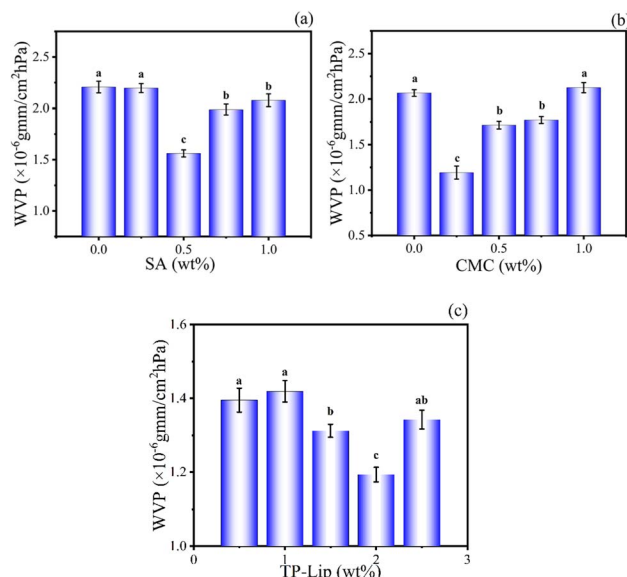 (a)
WVP (×10⁻⁶gmm/cm²hPa)
2.5
2.0
1.5
1.0
a
a
c
b
b
0.0
0.5
1.0
SA (wt%)
(b)
WVP (×10⁻⁶gmm/cm²hPa)
2.5
2.0
1.5
1.0
0.5
a
c
b
b
a
0.0
0.5
1.0
CMC (wt%)
(c)
WVP (×10⁻⁶gmm/cm²hPa)
1.6
1.4
1.2
1.0
a
a
b
c
ab
0
1
2
3
TP-Lip (wt%)